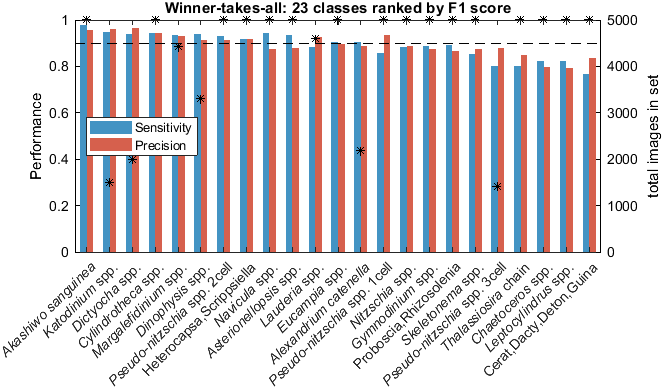 Winner-takes-all: 23 classes ranked by F1 score
Performance
1
0.8
0.6
0.4
0.2
0
Sensitivity
Precision
5000
4000
3000
2000
1000
0
total images in set
Akashiwo sanguinea
Katodinium spp.
Dictyocha spp.
Cylindrotheca spp.
Margalefidinium spp.
Dinophysis spp.
Pseudo-nitzschia spp. 2cell
Heterocapsa,Scrippsiella
Navicula spp.
Asterionellopsis spp.
Lauderia spp.
Eucampia spp.
Alexandrium catenella
Pseudo-nitzschia spp. 1cell
Nitzschia spp.
Gymnodinium spp.
Proboscia,Rhizosolenia
Skeletonema spp.
Pseudo-nitzschia spp. 3cell
Thalassiosira chain
Chaetoceros spp.
Leptocylindrus spp.
Cerat,Dacty,Deton,Guina